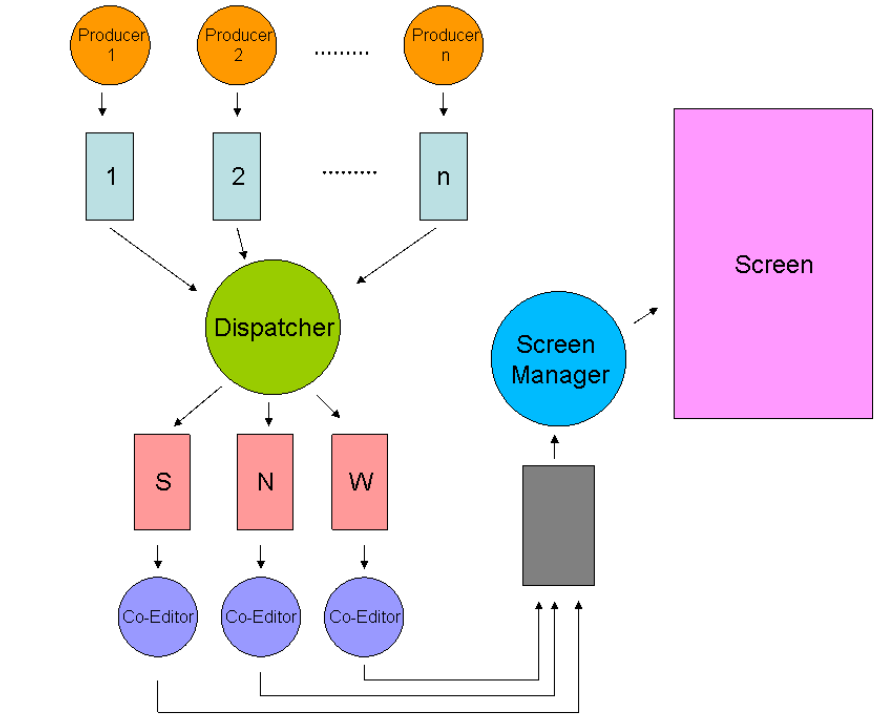 Producer
1
Producer
2
.........
Producer
n
1
2
.........
n
Dispatcher
Screen
Screen
Manager
S
N
W
Co-Editor
Co-Editor
Co-Editor